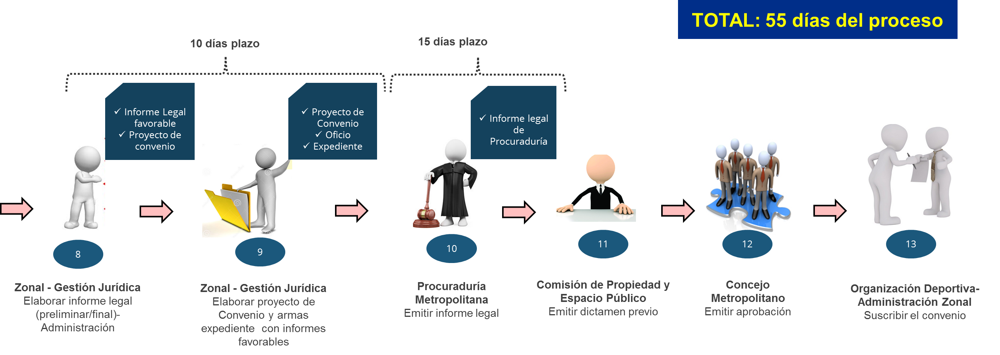 TOTAL: 55 días del proceso
10 días plazo
15 días plazo
✓ Informe Legal
favorable
✓ Proyecto de
convenio
✓ Proyecto de
Convenio
✓ Oficio
✓ Expediente
✓ Informe legal
de
Procuraduría
8
Zonal - Gestión Jurídica
Elaborar informe legal
(preliminar/final)-
Administración
9
Zonal - Gestión Jurídica
Elaborar proyecto de
Convenio y armas
expediente con informes
favorables
10
Procuraduría
Metropolitana
Emitir informe legal
11
Comisión de Propiedad y
Espacio Público
Emitir dictamen previo
12
Concejo
Metropolitano
Emitir aprobación
13
Organización Deportiva-
Administración Zonal
Suscribir el convenio